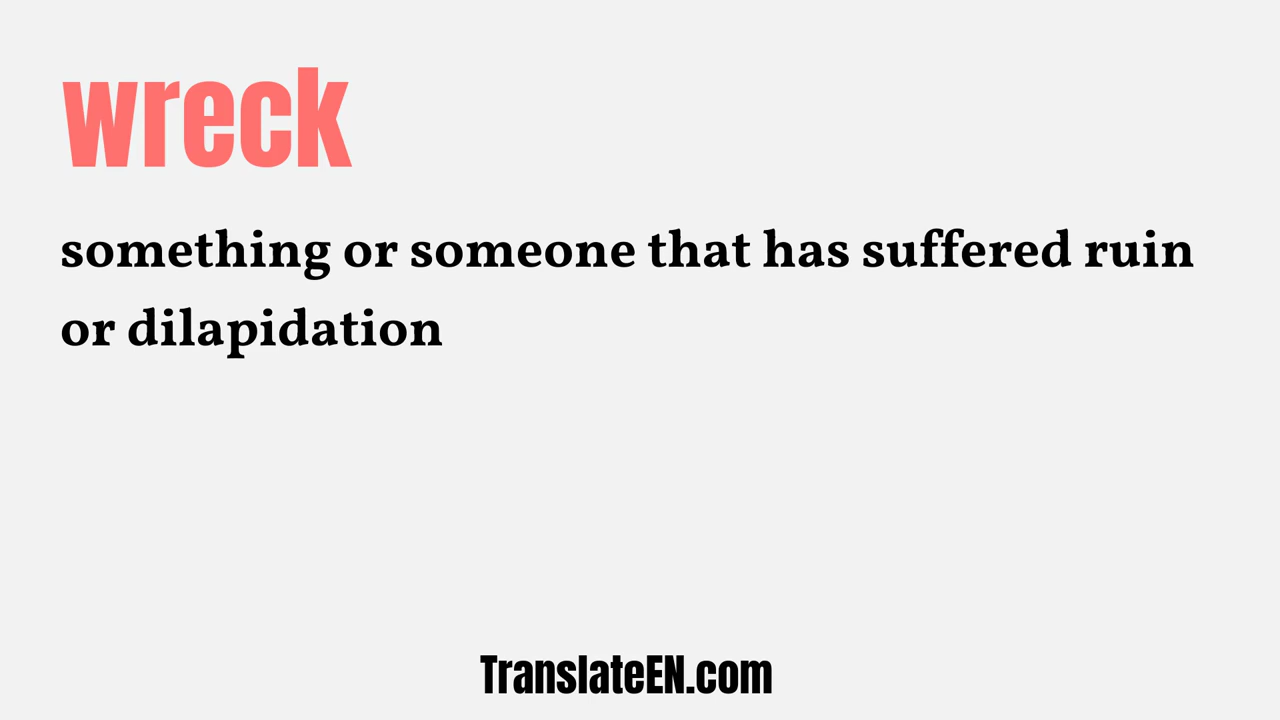 wreck
something or someone that has suffered ruin
or dilapidation
TranslateEN.com